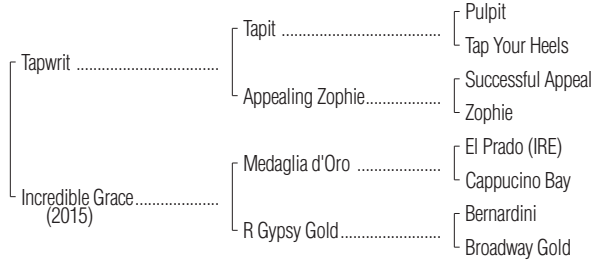 Pulpit
Tapit ........................................
Tap Your Heels
Tapwrit ....................................
Successful Appeal
Appealing Zophie...................
Zophie
El Prado (IRE)
Medaglia d'Oro .....................
Cappucino Bay
Incredible Grace.....................
(2015)
Bernardini
R Gypsy Gold.........................
Broadway Gold